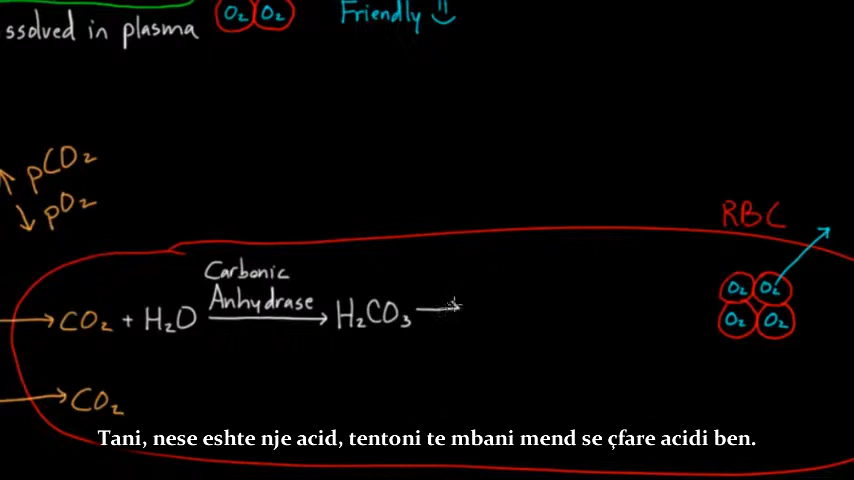 ssolved in plasma O₂ O₂ Friendly
↑ pCO₂
↓ pO₂
RBC
Carbonic
Anhydrase
O₂ O₂
CO₂ + H₂O → H₂CO₃ →
O₂ O₂
CO₂
Tani, nese eshte nje acid, tentoni te mbani mend se çfare acidi ben.